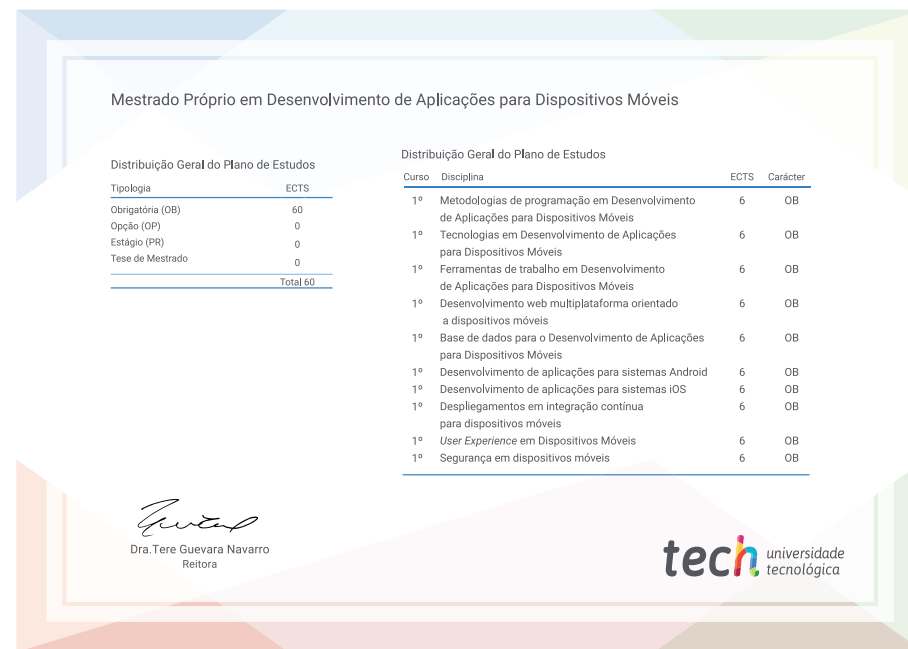 Mestrado Próprio em Desenvolvimento de Aplicações para Dispositivos Móveis
Distribuição Geral do Plano de Estudos
Tipologia ECTS
Obrigatória (OB) 60
Opção (OP) 0
Estágio (PR) 0
Tese de Mestrado 0
Total 60
Distribuição Geral do Plano de Estudos
Curso Disciplina ECTS Carácter
1º Metodologias de programação em Desenvolvimento 6 OB
de Aplicações para Dispositivos Móveis
1º Tecnologias em Desenvolvimento de Aplicações 6 OB
para Dispositivos Móveis
1º Ferramentas de trabalho em Desenvolvimento 6 OB
de Aplicações para Dispositivos Móveis
1º Desenvolvimento web multiplataforma orientado 6 OB
a dispositivos móveis
1º Base de dados para o Desenvolvimento de Aplicações 6 OB
para Dispositivos Móveis
1º Desenvolvimento de aplicações para sistemas Android 6 OB
1º Desenvolvimento de aplicações para sistemas iOS 6 OB
1º Despliegamentos em integração contínua 6 OB
para dispositivos móveis
1º User Experience em Dispositivos Móveis 6 OB
1º Segurança em dispositivos móveis 6 OB
Dra.Tere Guevara Navarro
Reitora
tech universidade
tecnológica